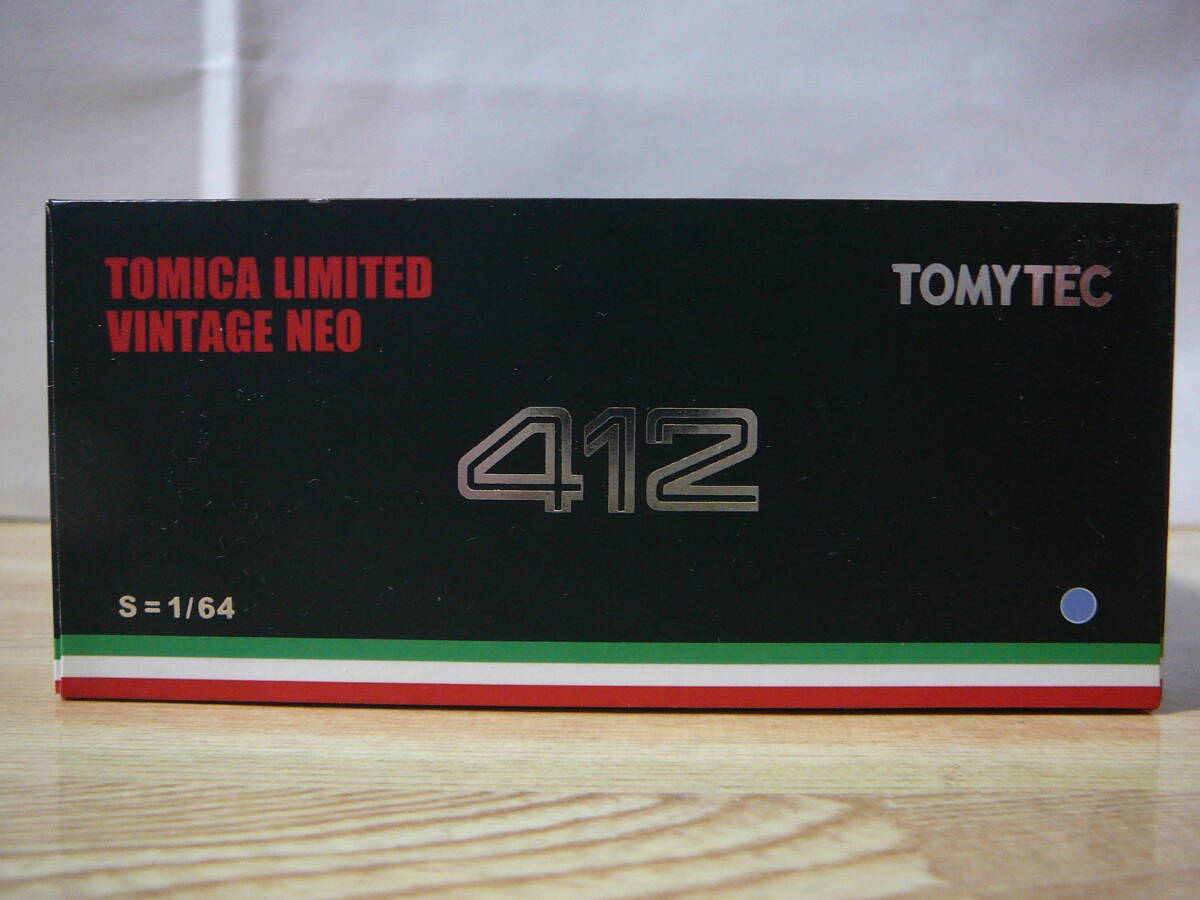 TOMICA LIMITED
VINTAGE NEO
TOMYTEC
412
S=1/64